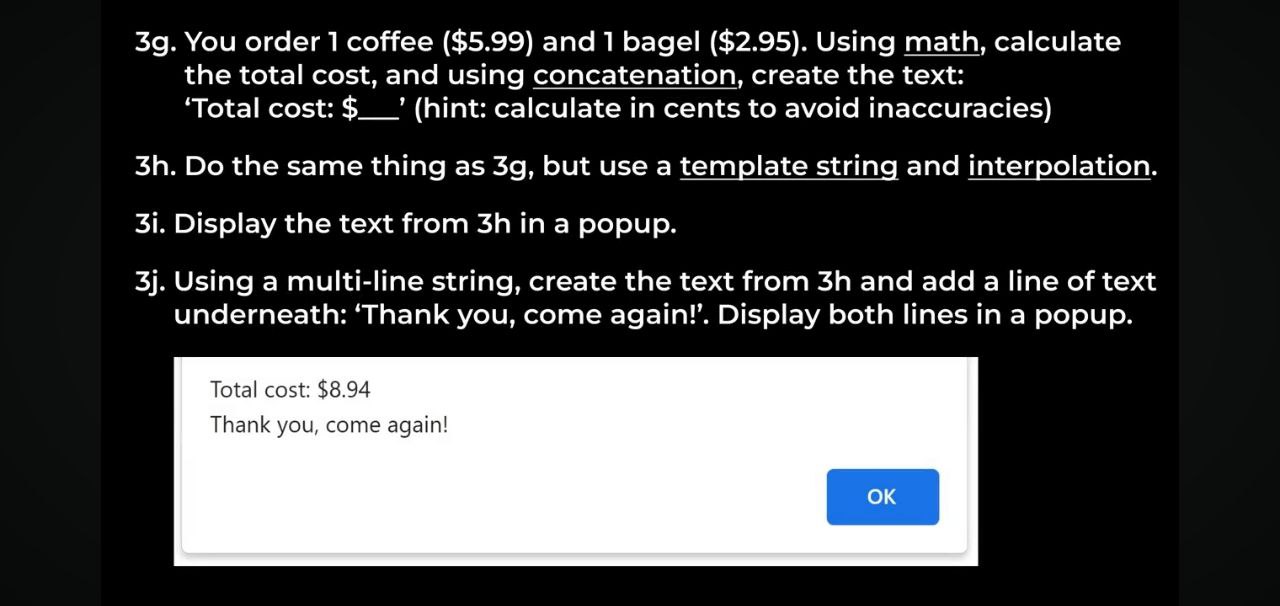 3g. You order 1 coffee ($5.99) and 1 bagel ($2.95). Using math, calculate
the total cost, and using concatenation, create the text:
‘Total cost: $___’ (hint: calculate in cents to avoid inaccuracies)
3h. Do the same thing as 3g, but use a template string and interpolation.
3i. Display the text from 3h in a popup.
3j. Using a multi-line string, create the text from 3h and add a line of text
underneath: ‘Thank you, come again!’. Display both lines in a popup.
Total cost: $8.94
Thank you, come again!
OK